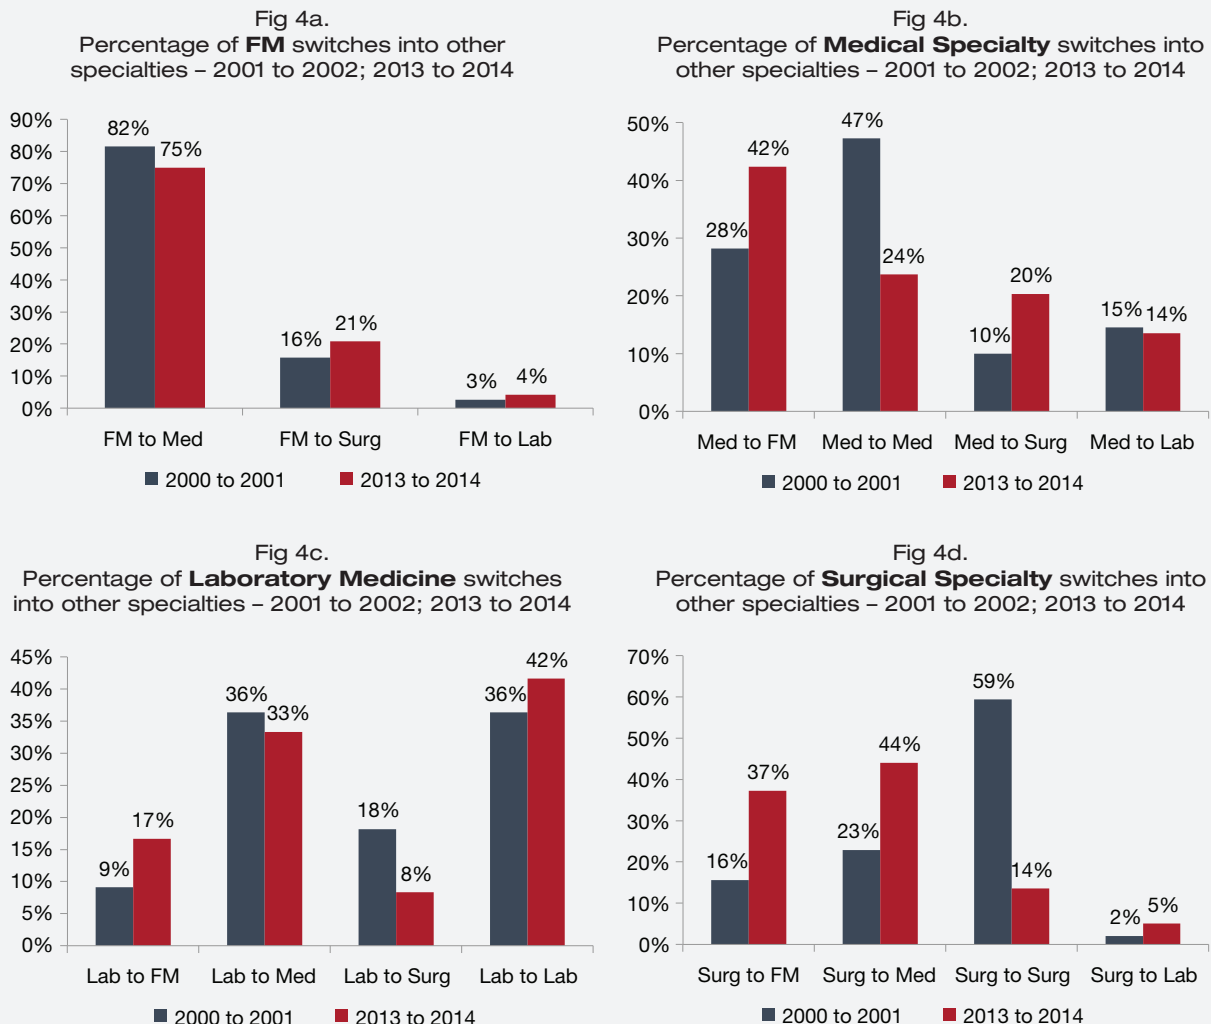 Fig 4a.
Percentage of FM switches into other
specialties – 2001 to 2002; 2013 to 2014
90%
80%
70%
60%
50%
40%
30%
20%
10%
0%
82%
75%
16%
21%
3%
4%
FM to Med
FM to Surg
FM to Lab
2000 to 2001
2013 to 2014
Fig 4b.
Percentage of Medical Specialty switches into
other specialties – 2001 to 2002; 2013 to 2014
50%
40%
30%
20%
10%
0%
28%
42%
47%
24%
10%
20%
15%
14%
Med to FM
Med to Med
Med to Surg
Med to Lab
2000 to 2001
2013 to 2014
Fig 4c.
Percentage of Laboratory Medicine switches
into other specialties – 2001 to 2002; 2013 to 2014
45%
40%
35%
30%
25%
20%
15%
10%
5%
0%
9%
17%
36%
33%
18%
8%
36%
42%
Lab to FM
Lab to Med
Lab to Surg
Lab to Lab
2000 to 2001
2013 to 2014
Fig 4d.
Percentage of Surgical Specialty switches into
other specialties – 2001 to 2002; 2013 to 2014
70%
60%
50%
40%
30%
20%
10%
0%
16%
37%
23%
44%
59%
14%
2%
5%
Surg to FM
Surg to Med
Surg to Surg
Surg to Lab
2000 to 2001
2013 to 2014